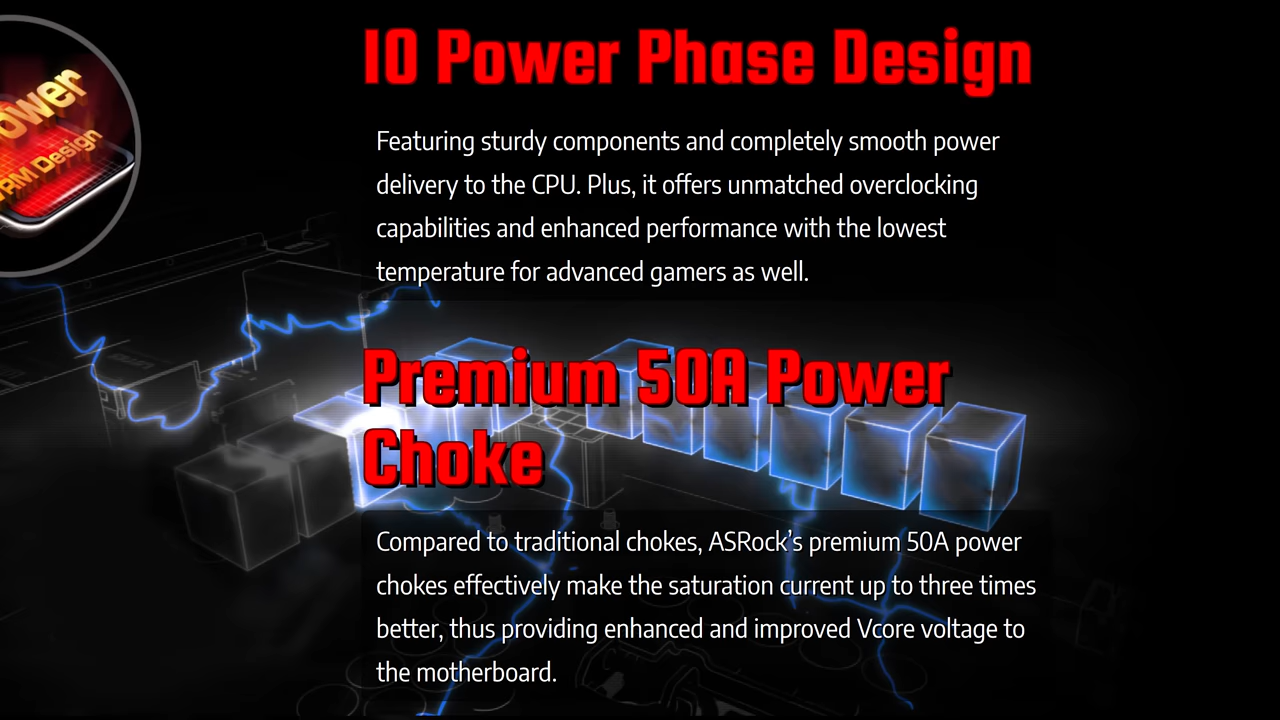 ower
RM Design
10 Power Phase Design
Featuring sturdy components and completely smooth power
delivery to the CPU. Plus, it offers unmatched overclocking
capabilities and enhanced performance with the lowest
temperature for advanced gamers as well.
Premium 50A Power
Choke
Compared to traditional chokes, ASRock’s premium 50A power
chokes effectively make the saturation current up to three times
better, thus providing enhanced and improved Vcore voltage to
the motherboard.